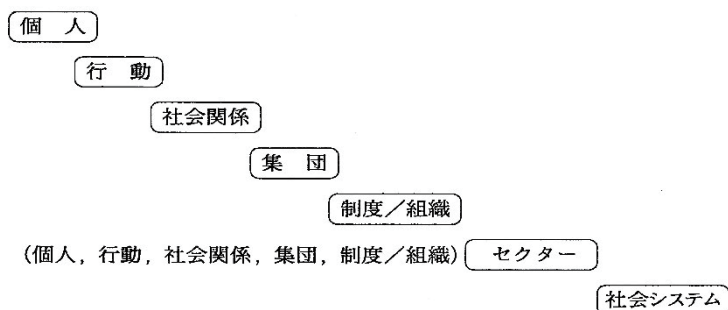 個　人
行　動
社会関係
集　団
制度／組織
(個人，行動，社会関係，集団，制度／組織) セクター
社会システム